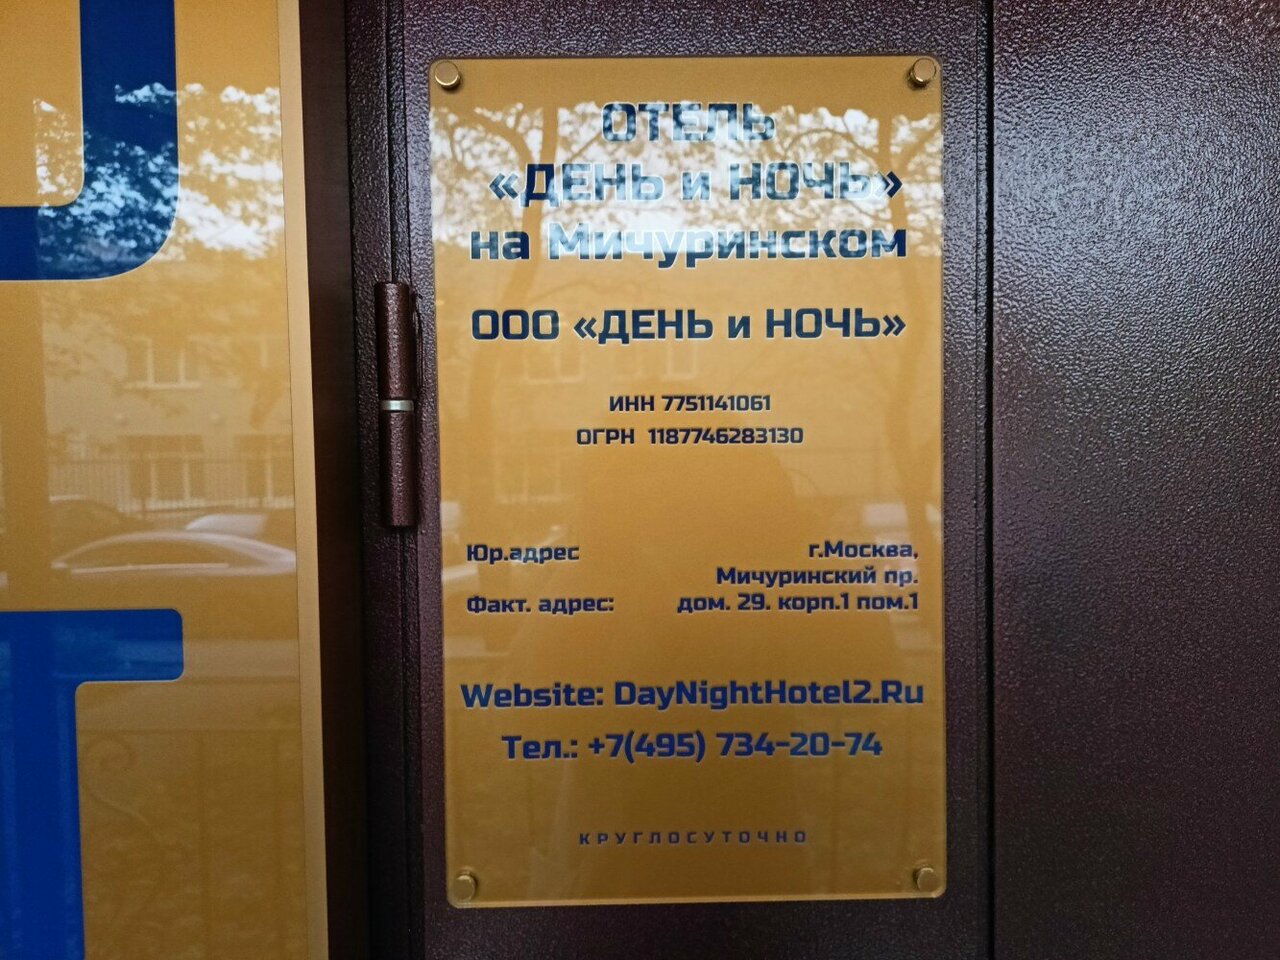 ОТЕЛЬ
«ДЕНЬ и НОЧЬ»
на Мичуринском
ООО «ДЕНЬ и НОЧЬ»
ИНН 7751141061
ОГРН 1187746283130
Юр.адрес
г.Москва,
Мичуринский пр.
Факт. адрес:
дом. 29. корп.1 пом.1
Website: DayNightHotel2.Ru
Тел.: +7(495) 734-20-74
КРУГЛОСУТОЧНО